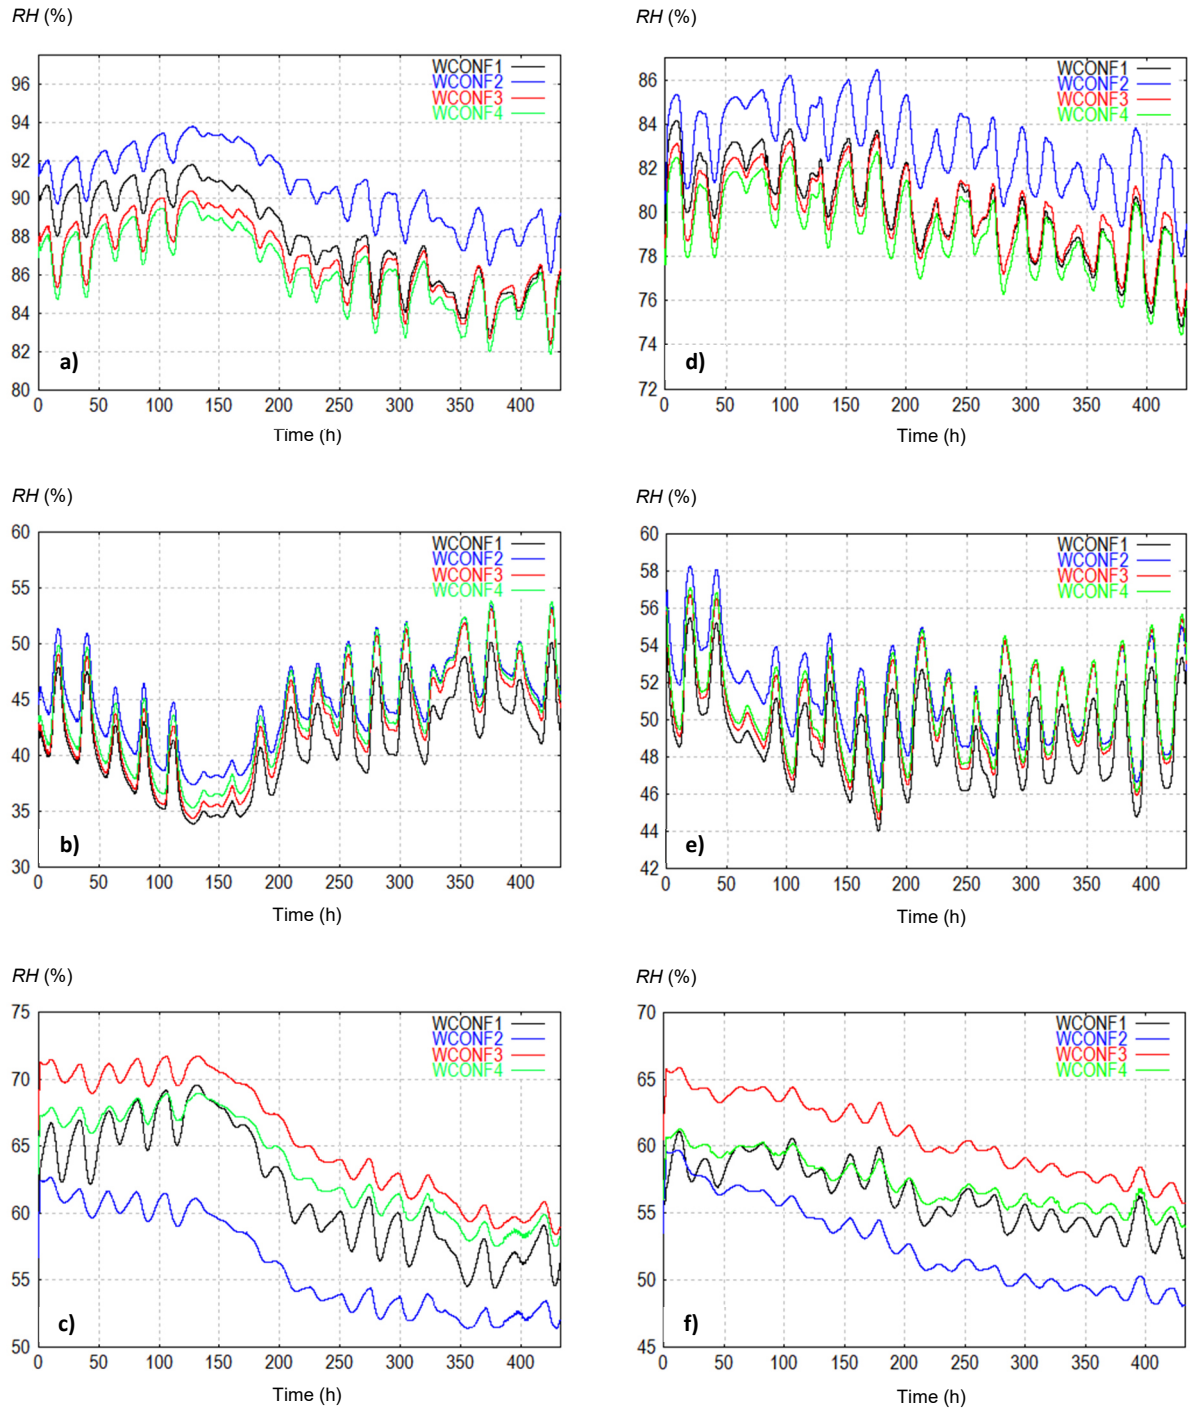 RH (%)
96
94
92
90
88
86
84
82
80
WCONF1
WCONF2
WCONF3
WCONF4
a)
0 50 100 150 200 250 300 350 400
Time (h)
RH (%)
86
84
82
80
78
76
74
72
WCONF1
WCONF2
WCONF3
WCONF4
d)
0 50 100 150 200 250 300 350 400
Time (h)
RH (%)
60
55
50
45
40
35
30
WCONF1
WCONF2
WCONF3
WCONF4
b)
0 50 100 150 200 250 300 350 400
Time (h)
RH (%)
60
58
56
54
52
50
48
46
44
42
WCONF1
WCONF2
WCONF3
WCONF4
e)
0 50 100 150 200 250 300 350 400
Time (h)
RH (%)
75
70
65
60
55
50
WCONF1
WCONF2
WCONF3
WCONF4
c)
0 50 100 150 200 250 300 350 400
Time (h)
RH (%)
70
65
60
55
50
45
WCONF1
WCONF2
WCONF3
WCONF4
f)
0 50 100 150 200 250 300 350 400
Time (h)